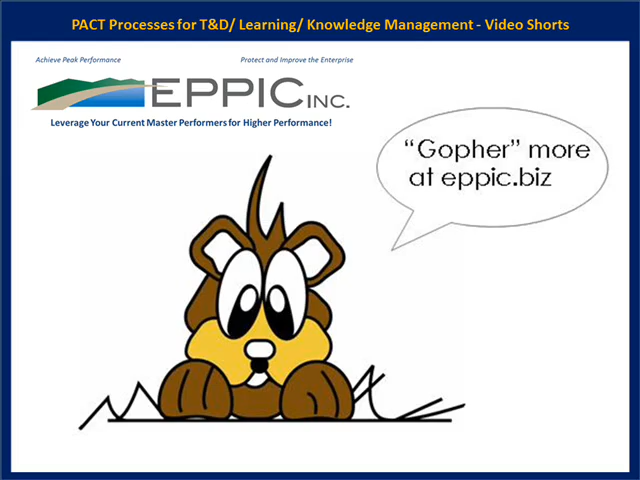 PACT Processes for T&D/ Learning/ Knowledge Management - Video Shorts
Achieve Peak Performance
Protect and Improve the Enterprise
EPPIC INC.
Leverage Your Current Master Performers for Higher Performance!
“Gopher” more
at eppic.biz